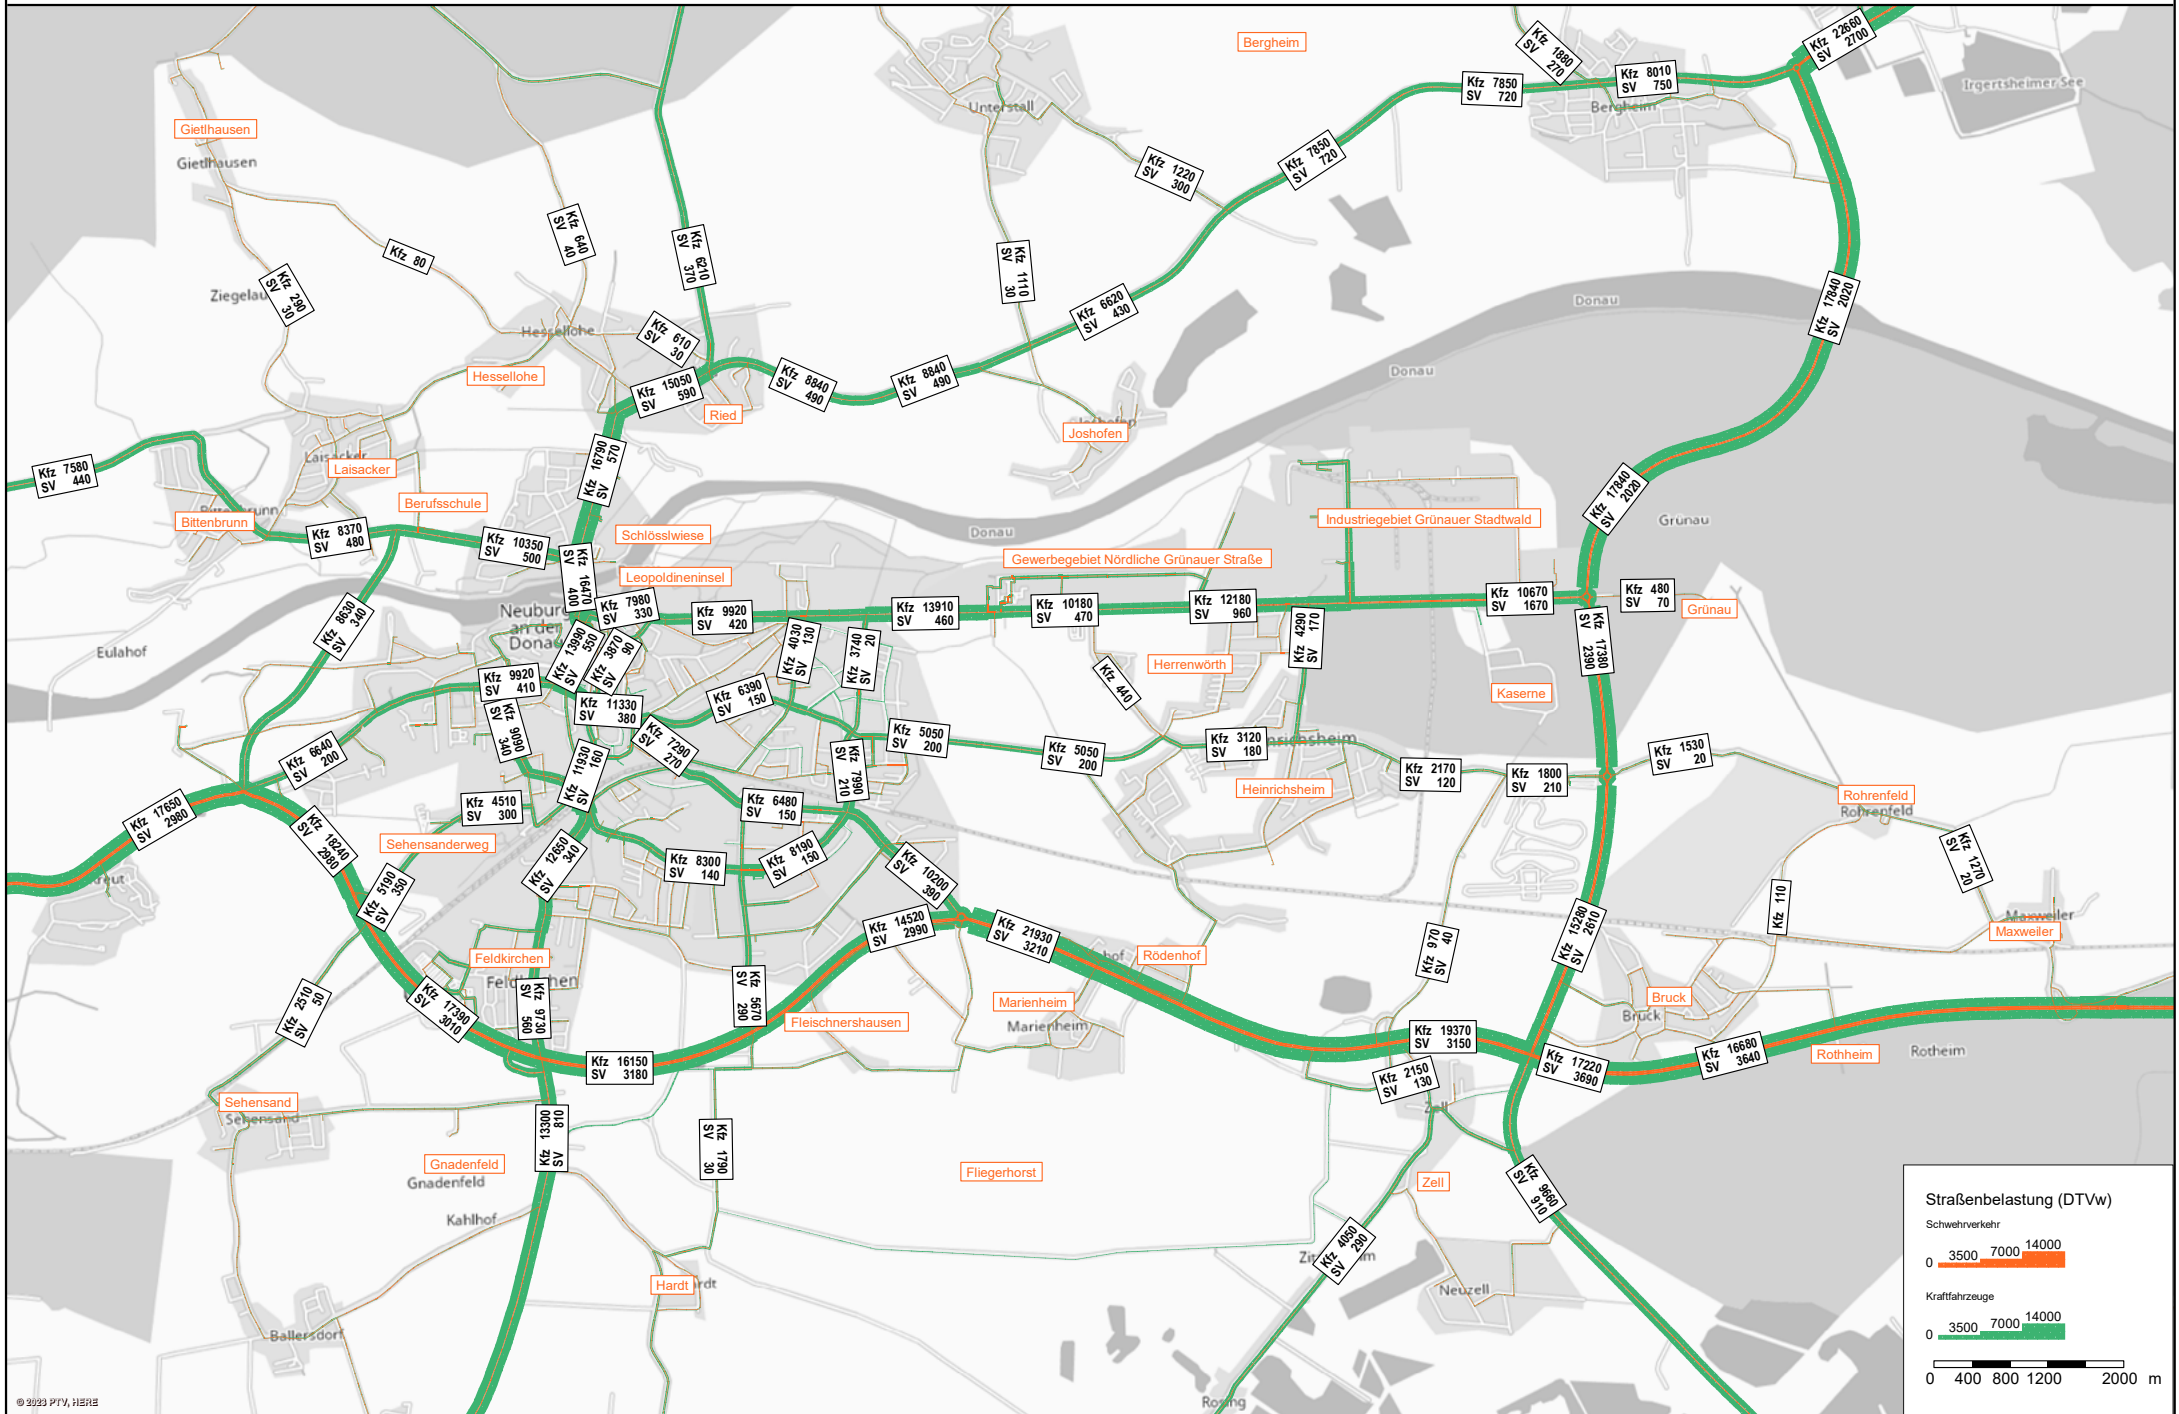 Bergheim
Kfz 22660
SV 2700
Kfz 1880
270
Kfz 8010
SV 750
Kfz 7850
SV 720
Irgertsheimer See
Bergheim
Unterstall
Gietlhausen
Gietlhausen
Kfz 7850
SV 720
Kfz 1220
SV 300
Kfz 640
SV 40
Kfz 80
Kfz 6210
SV 370
Kfz 1110
SV 30
Kfz 290
SV 30
Donau
Kfz 17840
SV 2020
Kfz 6620
SV 430
Hessellohe
Kfz 610
SV 30
Hessellohe
Kfz 15050
SV 590
Kfz 8840
SV 490
Kfz 8840
SV 490
Donau
Ried
Joshofen
Kfz 16790
SV 570
Kfz 7580
SV 440
Laisacker
Berufsschule
Kfz 17840
SV 2020
Bittenbrunn
Industriegebiet Grünauer Stadtwald
Grünau
Kfz 8370
SV 480
Schlösslwiese
Donau
Kfz 10350
SV 500
Gewerbegebiet Nördliche Grünauer Straße
Kfz 16470
SV 400
Leopoldineninsel
Neuburg
an der
Donau
Kfz 7980
SV 330
Kfz 9920
SV 420
Kfz 13910
SV 460
Kfz 10180
SV 470
Kfz 12180
SV 960
Kfz 10670
SV 1670
Kfz 480
SV 70
Grünau
Kfz 8630
SV 340
Eulahof
Kfz 13990
SV 550
Kfz 3870
SV 90
Kfz 4030
SV 130
Kfz 3740
SV 20
Kfz 4290
SV 170
Kfz 17380
SV 2390
Herrenwörth
Kfz 440
Kaserne
Kfz 9920
SV 410
Kfz 11330
SV 380
Kfz 6390
SV 150
Kfz 9090
SV 340
Kfz 7290
SV 270
Kfz 5050
SV 200
Kfz 5050
SV 200
Kfz 3120
SV 180
Kfz 6640
SV 200
Kfz 11930
SV 160
Kfz 7990
SV 210
Kfz 2170
SV 120
Kfz 1800
SV 210
Kfz 1530
SV 20
Heinrichsheim
Rohrenfeld
Rohrenfeld
Kfz 17650
SV 2980
Kfz 4510
SV 300
Kfz 6480
SV 150
Kfz 18240
SV 2980
Sehensanderweg
Kfz 12650
SV 340
Kfz 8300
SV 140
Kfz 8190
SV 150
Kfz 10200
SV 390
Kfz 1270
SV 20
Kfz 5190
SV 350
Kfz 110
Kfz 14520
SV 2990
Kfz 21930
SV 3210
Kfz 15280
SV 2610
Maxweiler
Maxweiler
Feldkirchen
Rödenhof
Kfz 970
SV 40
Kfz 2510
SV 50
Kfz 17390
SV 3010
Kfz 9730
SV 560
Kfz 5670
SV 290
Marienheim
Fleischnershausen
Marienheim
Bruck
Bruck
Kfz 19370
SV 3150
Kfz 16150
SV 3180
Kfz 17220
SV 3690
Kfz 16680
SV 3640
Rothheim
Rotheim
Kfz 2150
SV 130
Sehensand
Sehensand
Zell
Kfz 13300
SV 810
Kfz 1790
SV 30
Gnadenfeld
Gnadenfeld
Fliegerhorst
Zell
Kfz 9660
SV 910
Kahlhof
Kfz 4050
SV 290
Hardt
Neuzell
Ballersdorf
Rosing
Straßenbelastung (DTVw)
Schwehrverkehr
0 3500 7000 14000
Kraftfahrzeuge
0 3500 7000 14000
0 400 800 1200 2000 m
© 2023 PTV, HERE